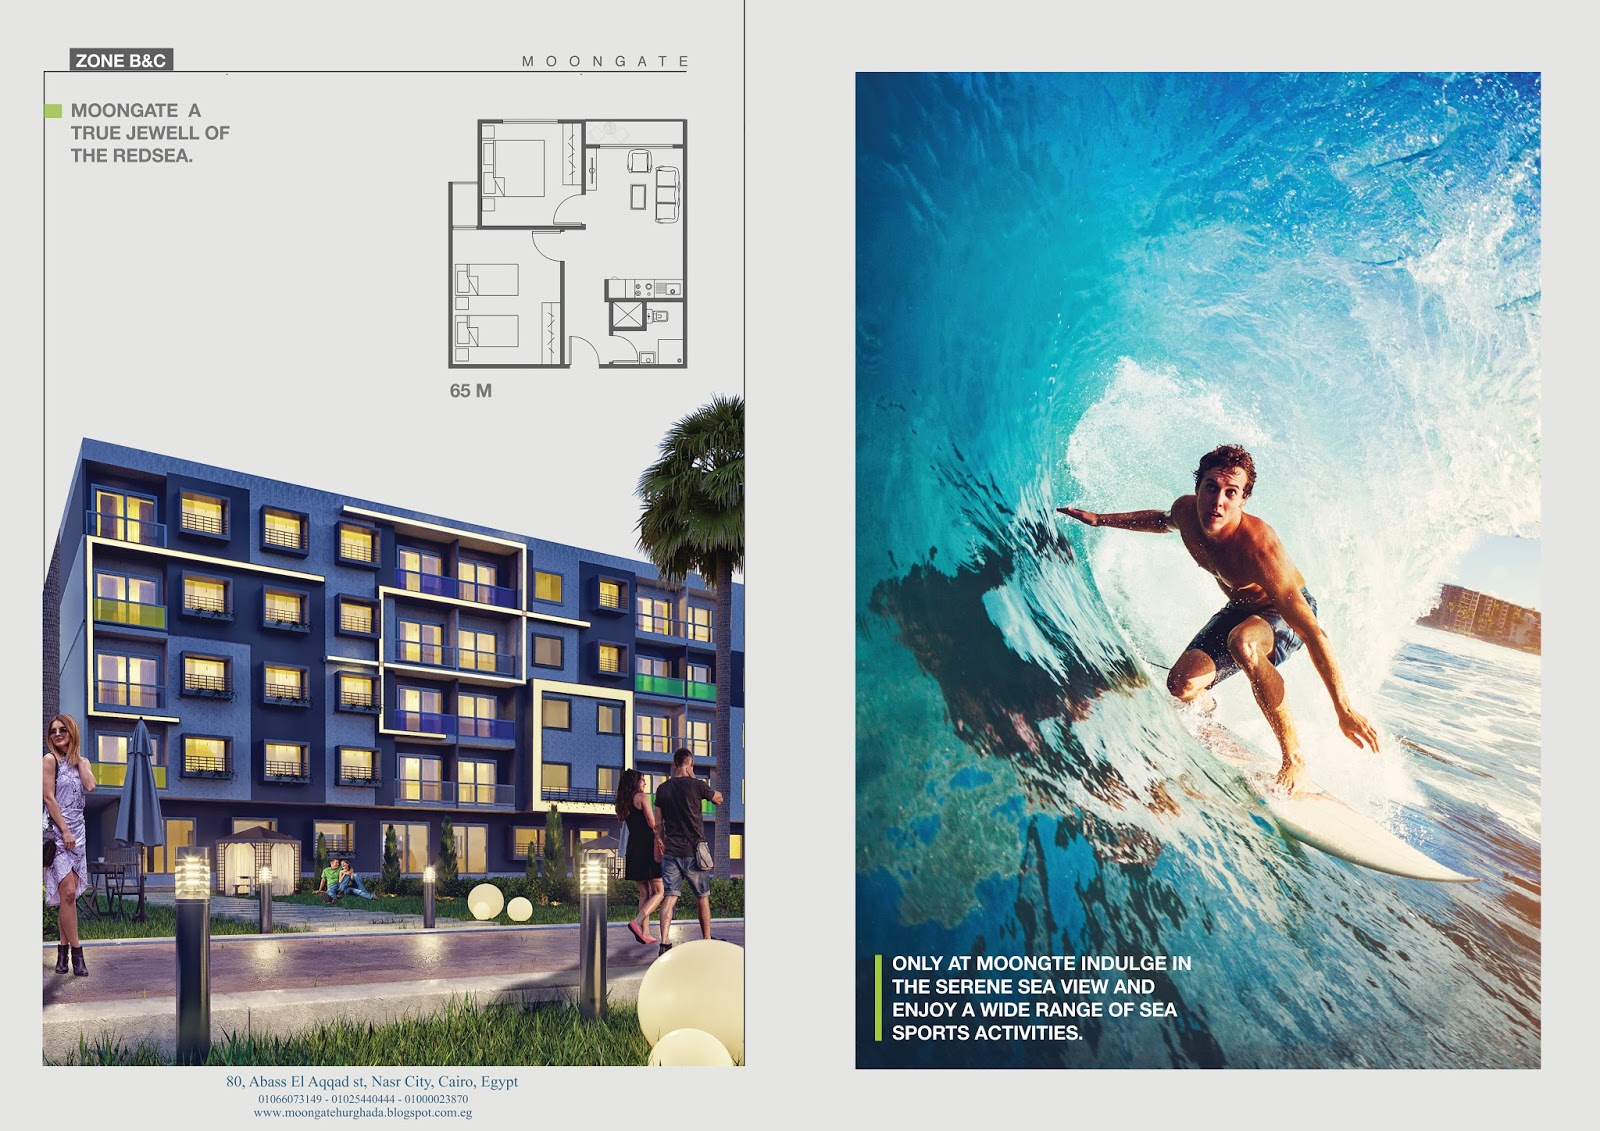 ZONE B&C
MOONGATE
MOONGATE A
TRUE JEWELL OF
THE REDSEA.
65 M
80, Abass El Aqqad st, Nasr City, Cairo, Egypt
01066073149 - 01025440444 - 01000023870
www.moongatehurghada.blogspot.com.eg
ONLY AT MOONGTE INDULGE IN
THE SERENE SEA VIEW AND
ENJOY A WIDE RANGE OF SEA
SPORTS ACTIVITIES.